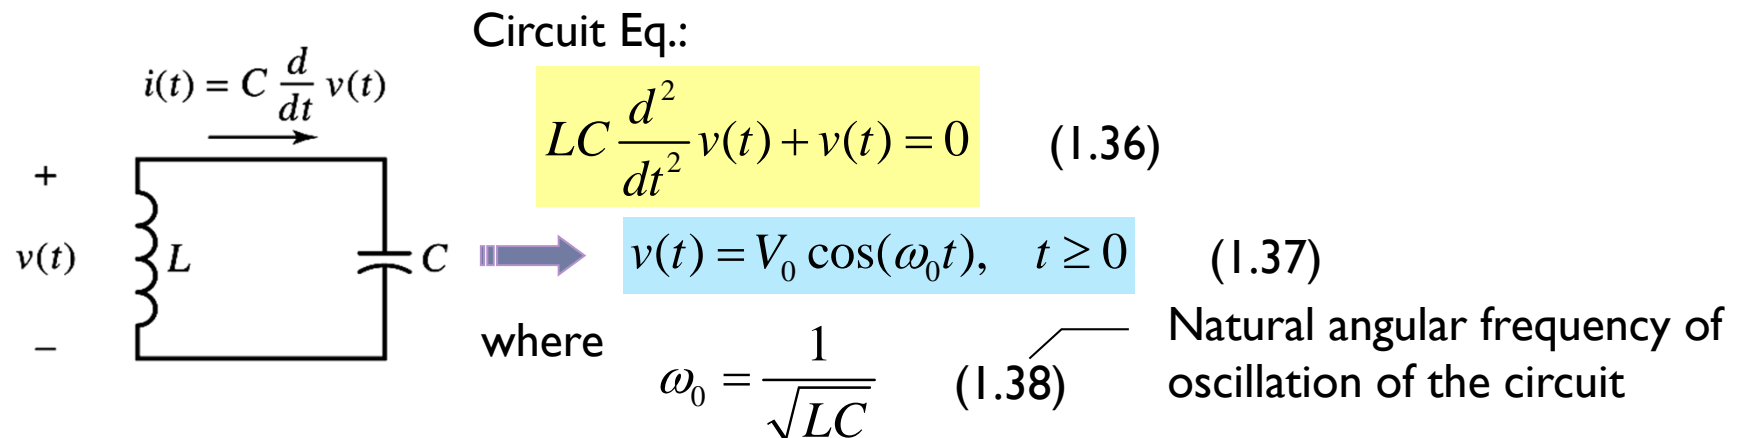 Circuit Eq.:
i(t) = C d/dt v(t)
LC d²/dt² v(t) + v(t) = 0 (1.36)
+
v(t) L C
−
v(t) = V₀ cos(ω₀t), t ≥ 0 (1.37)
where
ω₀ = 1/√LC (1.38)
Natural angular frequency of
oscillation of the circuit